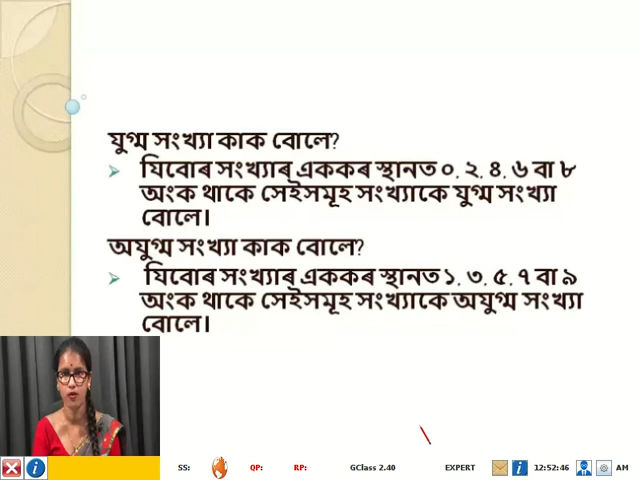 যুগ্ম সংখ্যা কাক বোলে?
যিবোৰ সংখ্যাৰ এককৰ স্থানত ০. ২. ৪. ৬ বা ৮
অংক থাকে সেইসমূহ সংখ্যাকে যুগ্ম সংখ্যা
বোলে।
অযুগ্ম সংখ্যা কাক বোলে?
যিবোৰ সংখ্যাৰ এককৰ স্থানত ১. ৩. ৫. ৭ বা ৯
অংক থাকে সেইসমূহ সংখ্যাকে অযুগ্ম সংখ্যা
বোলে।
SS: QP: RP: GClass 2.40 EXPERT 12:52:46 AM